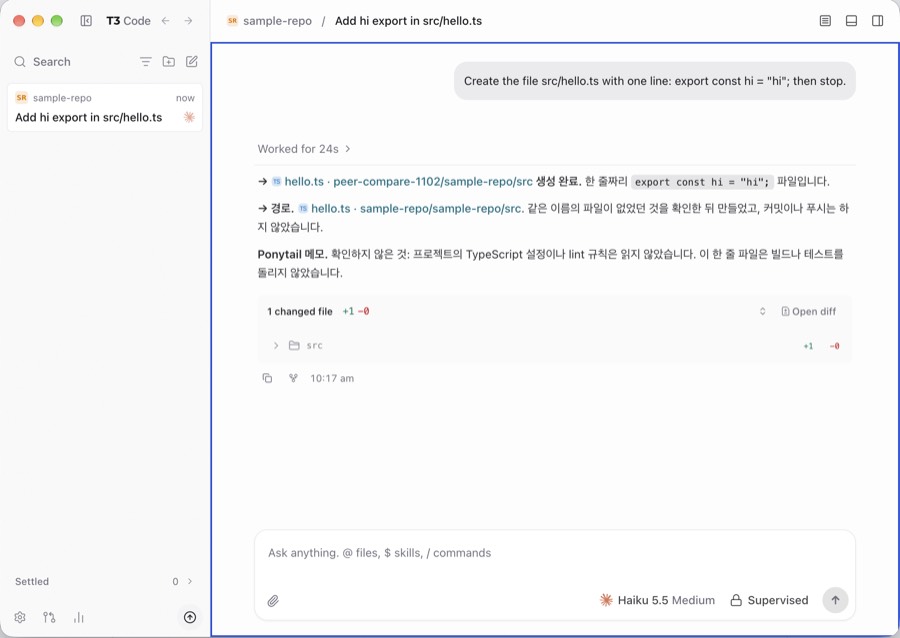 T3 Code
SR sample-repo / Add hi export in src/hello.ts
Search
SR sample-repo now
Add hi export in src/hello.ts
Create the file src/hello.ts with one line: export const hi = "hi"; then stop.
Worked for 24s
→ TS hello.ts · peer-compare-1102/sample-repo/src 생성 완료. 한 줄짜리 export const hi = "hi"; 파일입니다.
→ 경로. TS hello.ts · sample-repo/sample-repo/src. 같은 이름의 파일이 없었던 것을 확인한 뒤 만들었고, 커밋이나 푸시는 하
지 않았습니다.
Ponytail 메모. 확인하지 않은 것: 프로젝트의 TypeScript 설정이나 lint 규칙은 읽지 않았습니다. 이 한 줄 파일은 빌드나 테스트를
돌리지 않았습니다.
1 changed file +1 −0 Open diff
src +1 −0
10:17 am
Ask anything. @ files, $ skills, / commands
Haiku 5.5 Medium Supervised
Settled 0